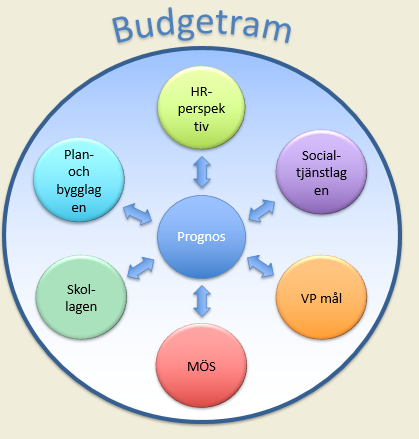 Budgetram
HR-
perspek
tiv
Plan-
och
bygglag
en
Social-
tjänstlag
en
Prognos
Skol-
lagen
VP mål
MÖS